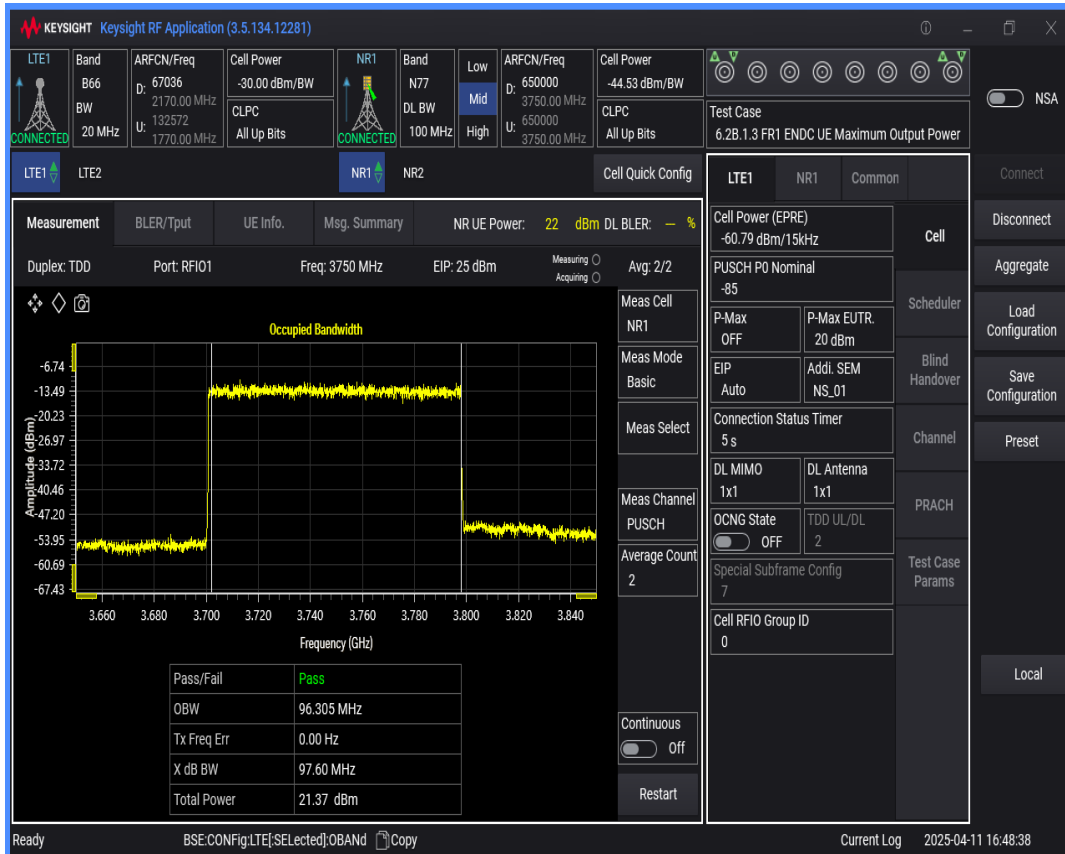 KEYSIGHT Keysight RF Application (3.5.134.12281)
LTE1 Band ARFCN/Freq Cell Power NR1 Band Low ARFCN/Freq Cell Power
B66 D: 67036 -30.00 dBm/BW N77 D: 650000 -44.53 dBm/BW
BW 2170.00 MHz CLPC DL BW Mid 3750.00 MHz CLPC
20 MHz U: 132572 All Up Bits 100 MHz High U: 650000 All Up Bits
CONNECTED 1770.00 MHz CONNECTED 3750.00 MHz
NSA
Test Case
6.2B.1.3 FR1 ENDC UE Maximum Output Power
LTE1 LTE2 NR1 NR2 Cell Quick Config
Measurement BLER/Tput UE Info. Msg. Summary NR UE Power: 22 dBm DL BLER: — %
Duplex: TDD Port: RFIO1 Freq: 3750 MHz EIP: 25 dBm Measuring Acquiring Avg: 2/2
Occupied Bandwidth
Amplitude (dBm)
-6.74
-13.49
-20.23
-26.97
-33.72
-40.46
-47.20
-53.95
-60.69
-67.43
3.660 3.680 3.700 3.720 3.740 3.760 3.780 3.800 3.820 3.840
Frequency (GHz)
Pass/Fail Pass
OBW 96.305 MHz
Tx Freq Err 0.00 Hz
X dB BW 97.60 MHz
Total Power 21.37 dBm
Meas Cell
NR1
Meas Mode
Basic
Meas Select
Meas Channel
PUSCH
Average Count
2
Continuous
Off
Restart
LTE1 NR1 Common
Cell Power (EPRE)
-60.79 dBm/15kHz
PUSCH P0 Nominal
-85
P-Max P-Max EUTR.
OFF 20 dBm
EIP Addi. SEM
Auto NS_01
Connection Status Timer
5 s
DL MIMO DL Antenna
1x1 1x1
OCNG State TDD UL/DL
OFF 2
Special Subframe Config
7
Cell RFIO Group ID
0
Cell
Scheduler
Blind
Handover
Channel
PRACH
Test Case
Params
Connect
Disconnect
Aggregate
Load
Configuration
Save
Configuration
Preset
Local
Ready BSE:CONFig:LTE[:SELected]:OBANd Copy Current Log 2025-04-11 16:48:38